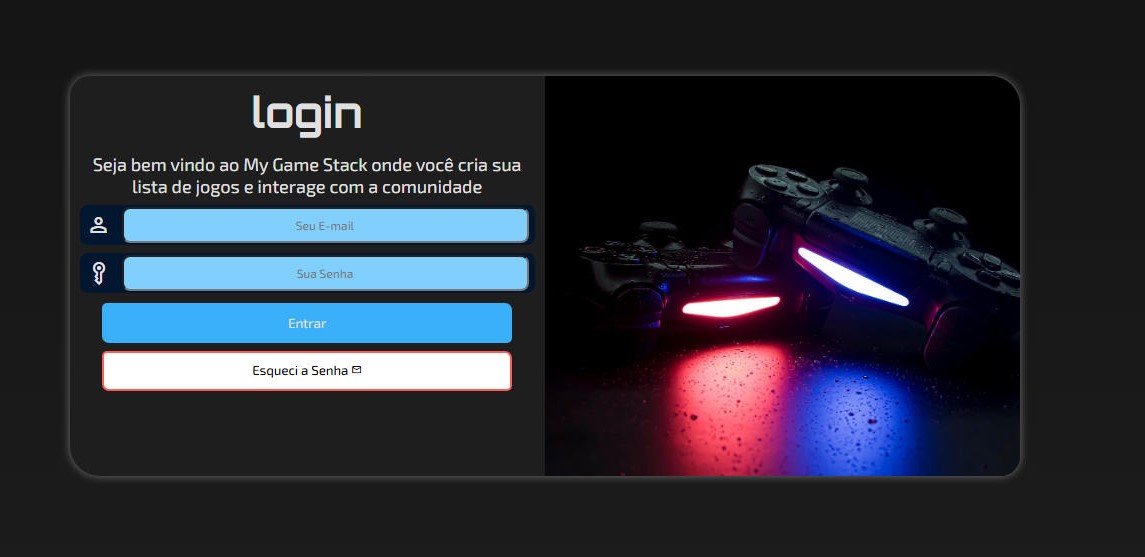 login
Seja bem vindo ao My Game Stack onde você cria sua
lista de jogos e interage com a comunidade
Seu E-mail
Sua Senha
Entrar
Esqueci a Senha